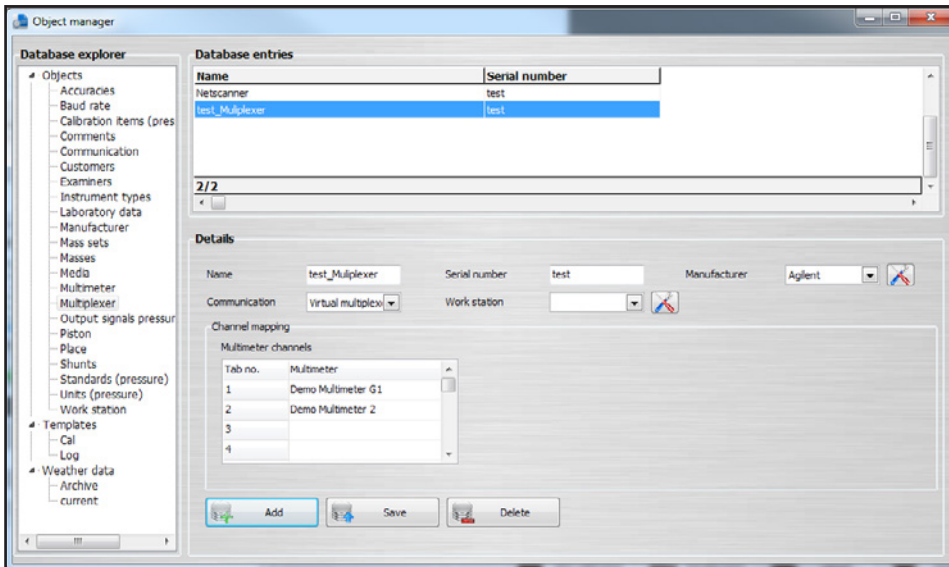 Object manager
Database explorer
Objects
Accuracies
Baud rate
Calibration items (pres
Comments
Communication
Customers
Examiners
Instrument types
Laboratory data
Manufacturer
Mass sets
Masses
Media
Multimeter
Multiplexer
Output signals pressur
Piston
Place
Shunts
Standards (pressure)
Units (pressure)
Work station
Templates
Cal
Log
Weather data
Archive
current
Database entries
Name Serial number
Netscanner test
test_Muliplexer test
2/2
Details
Name test_Muliplexer Serial number test Manufacturer Agilent
Communication Virtual multiplex Work station
Channel mapping
Multimeter channels
Tab no. Multimeter
1 Demo Multimeter G1
2 Demo Multimeter 2
3
4
Add Save Delete